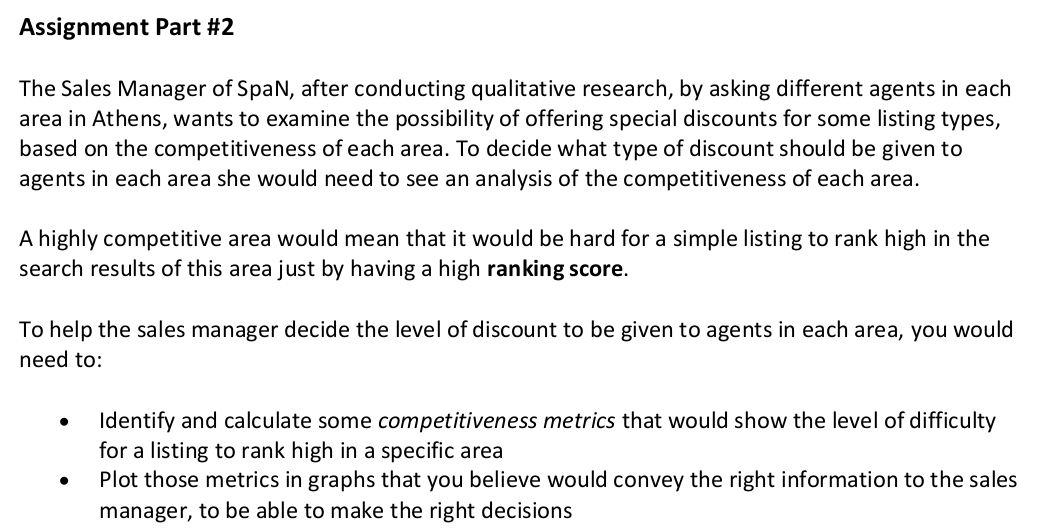 Assignment Part #2
The Sales Manager of SpaN, after conducting qualitative research, by asking different agents in each
area in Athens, wants to examine the possibility of offering special discounts for some listing types,
based on the competitiveness of each area. To decide what type of discount should be given to
agents in each area she would need to see an analysis of the competitiveness of each area.
A highly competitive area would mean that it would be hard for a simple listing to rank high in the
search results of this area just by having a high ranking score.
To help the sales manager decide the level of discount to be given to agents in each area, you would
need to:
• Identify and calculate some competitiveness metrics that would show the level of difficulty
for a listing to rank high in a specific area
• Plot those metrics in graphs that you believe would convey the right information to the sales
manager, to be able to make the right decisions